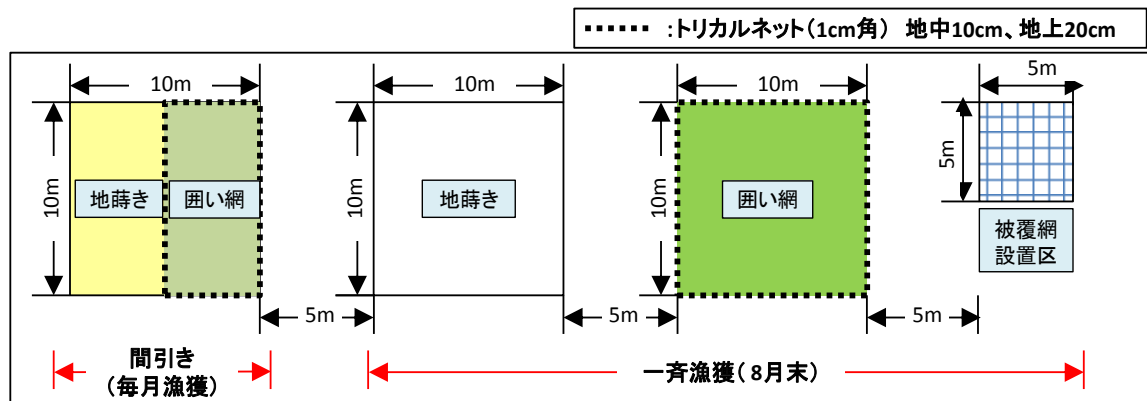 :トリカルネット(1cm角) 地中10cm、地上20cm
10m
10m
10m
5m
10m
地蒔き
囲い網
10m
地蒔き
10m
囲い網
5m
被覆網
設置区
5m
5m
5m
間引き
(毎月漁獲)
一斉漁獲(8月末)